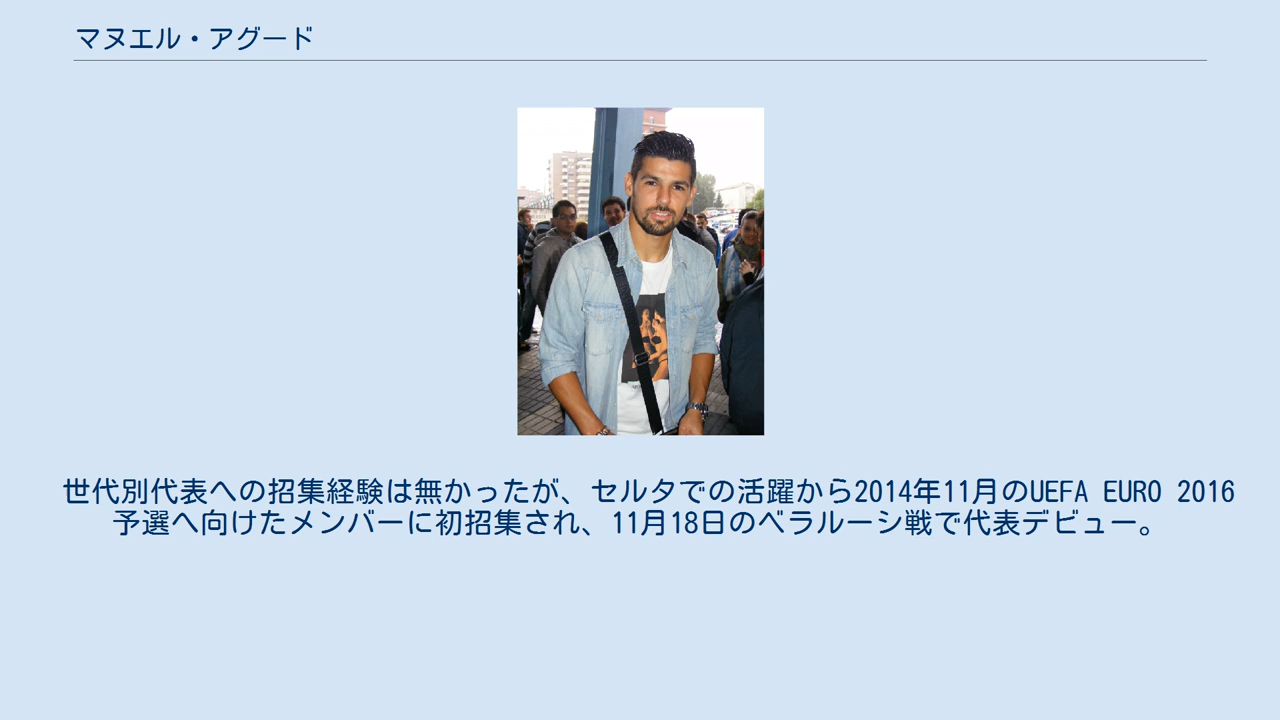 マヌエル・アグード
世代別代表への招集経験は無かったが、セルタでの活躍から2014年11月のUEFA EURO 2016
予選へ向けたメンバーに初招集され、11月18日のベラルーシ戦で代表デビュー。